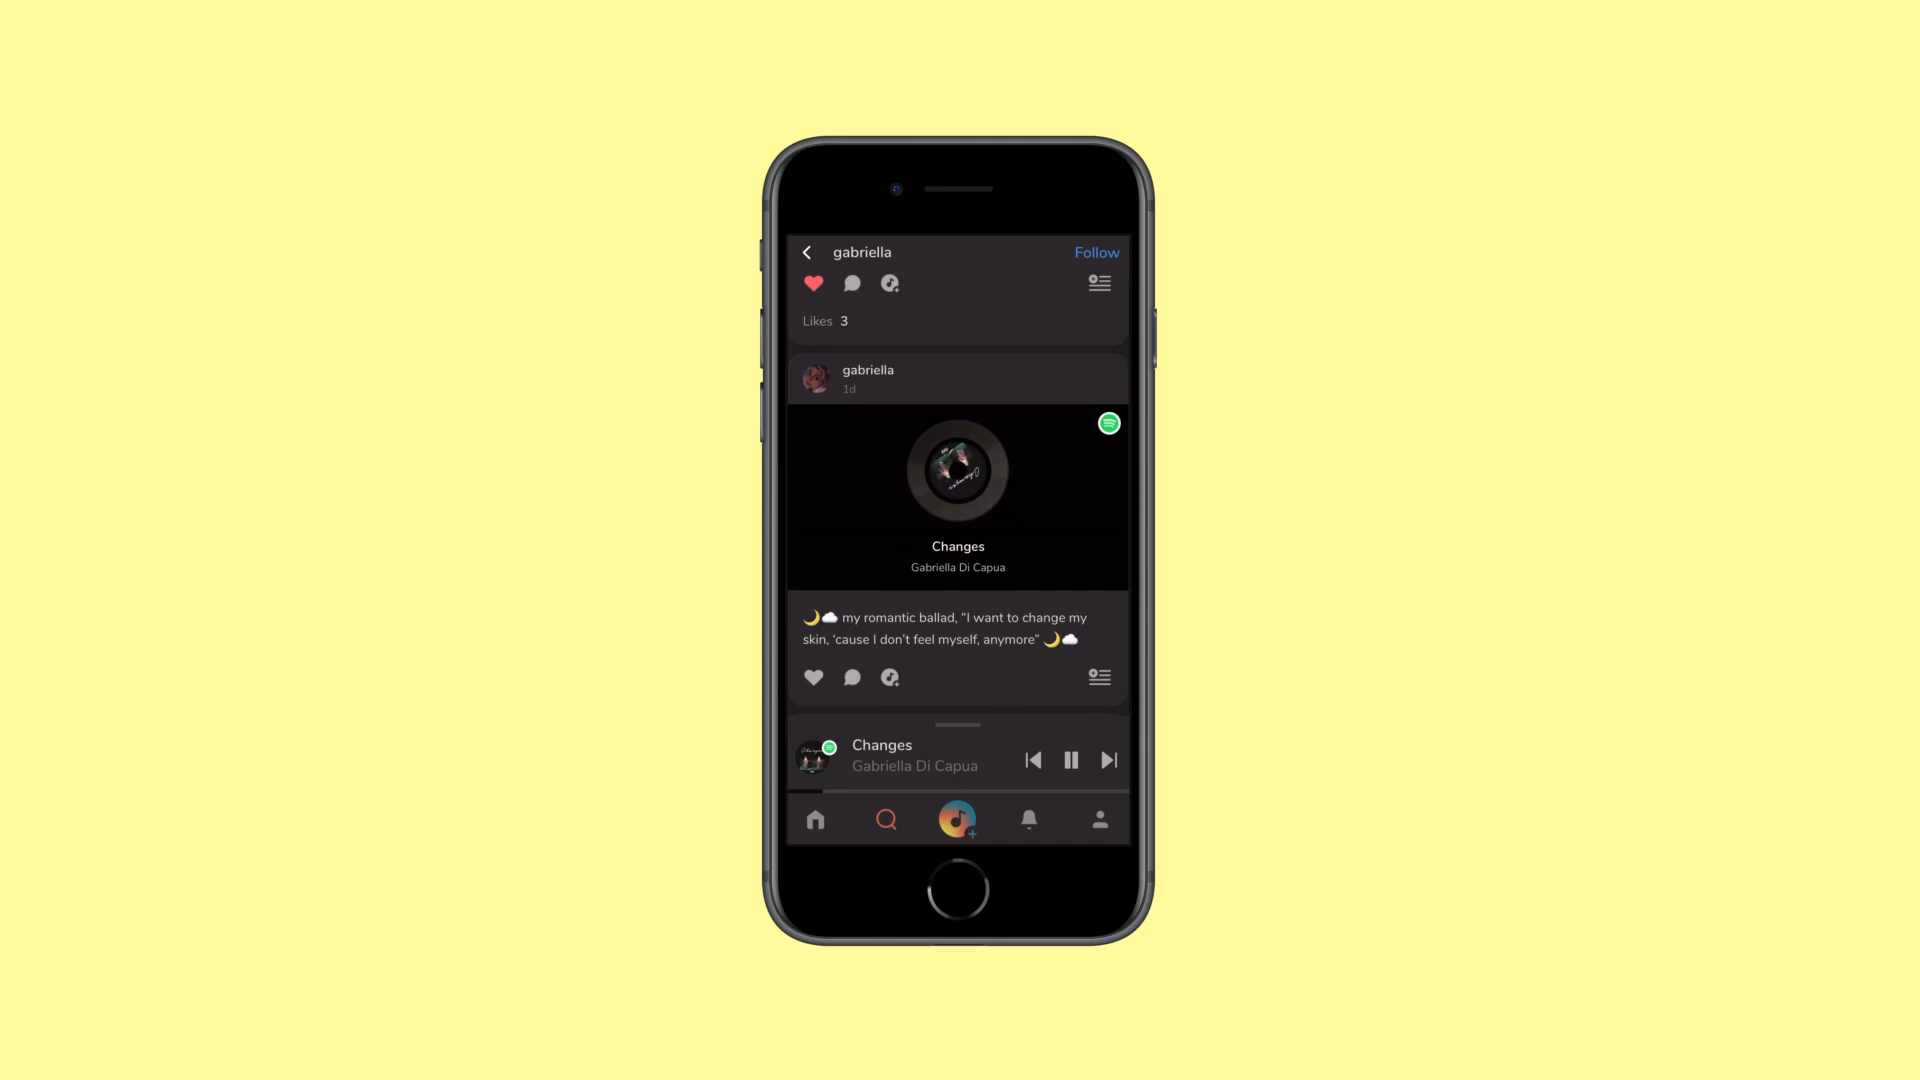 gabriella
Follow
Likes 3
gabriella
1d
Changes
Changes
Gabriella Di Capua
🌙☁️ my romantic ballad, “I want to change my
skin, ‘cause I don’t feel myself, anymore” 🌙☁️
Changes
Gabriella Di Capua